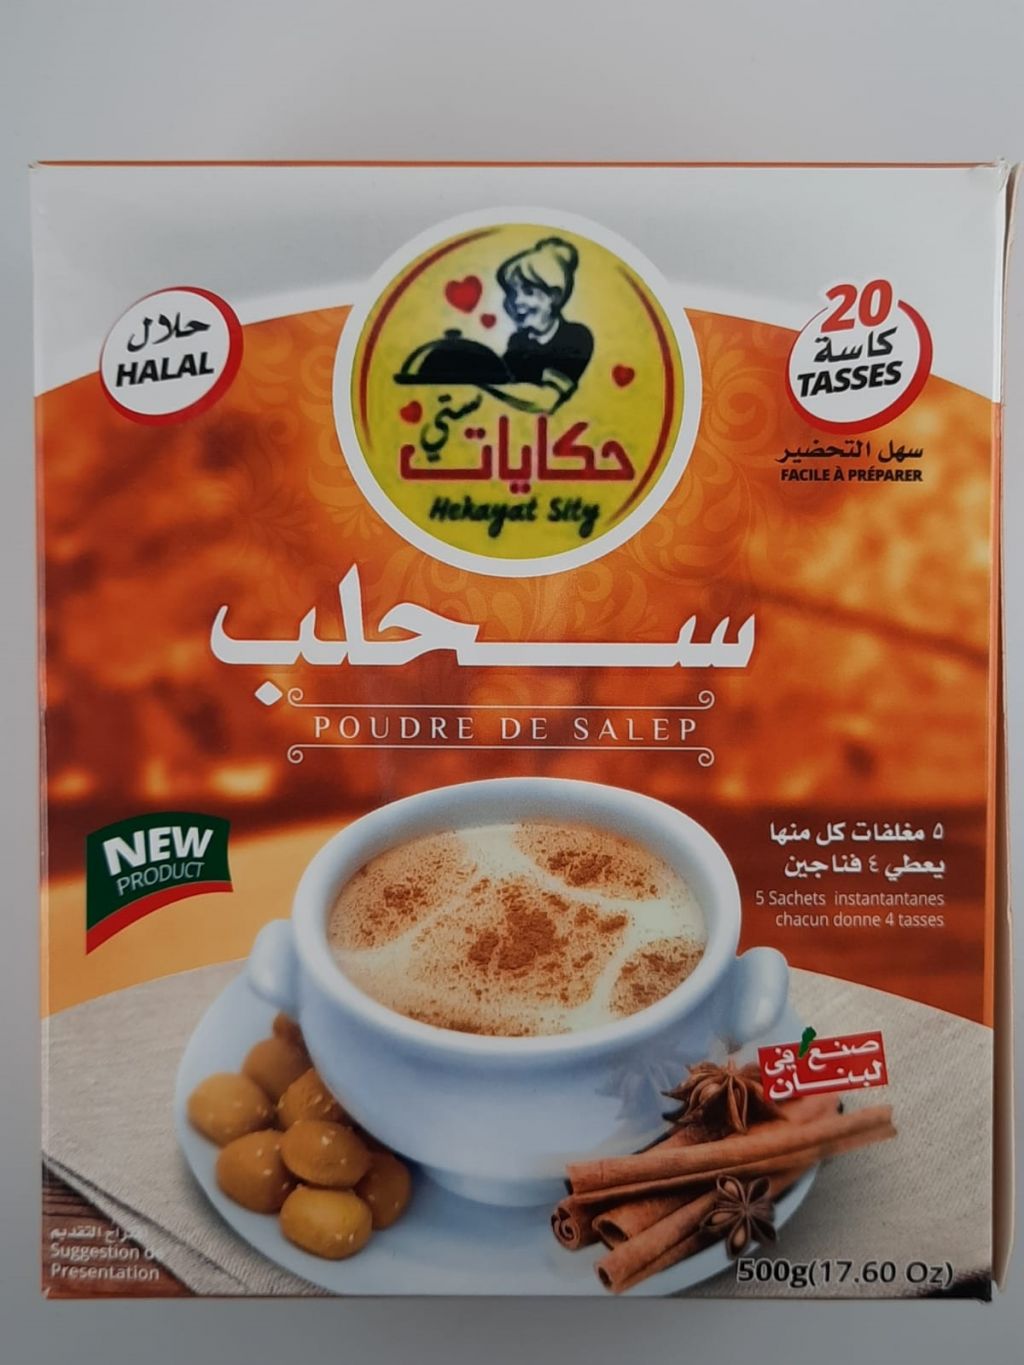 حلال
HALAL
حكايات
ستي
Hekayat Sity
20
كاسة
TASSES
سهل التحضير
FACILE À PRÉPARER
سحلب
POUDRE DE SALEP
NEW
PRODUCT
٥ مغلفات كل منها
يعطي ٤ فناجين
5 Sachets instantantanes
chacun donne 4 tasses
صنع في
لبنان
التقديم
Suggestion de
Presentation
500g(17.60 Oz)